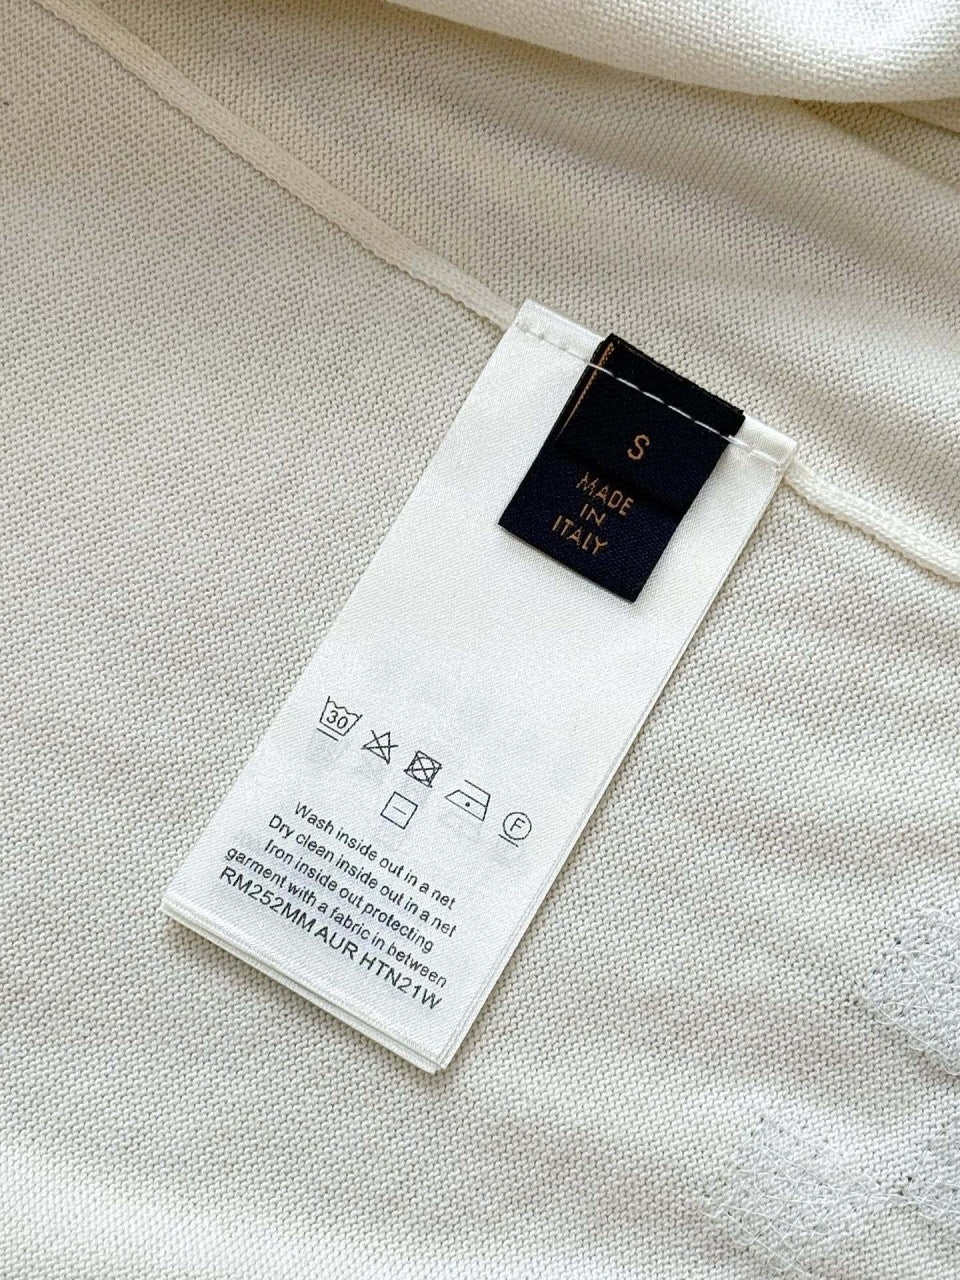 S
MADE
IN
ITALY
30
F
Wash inside out in a net
Dry clean inside out in a net
Iron inside out protecting
garment with a fabric in between
RM252MM AUR HTN21W